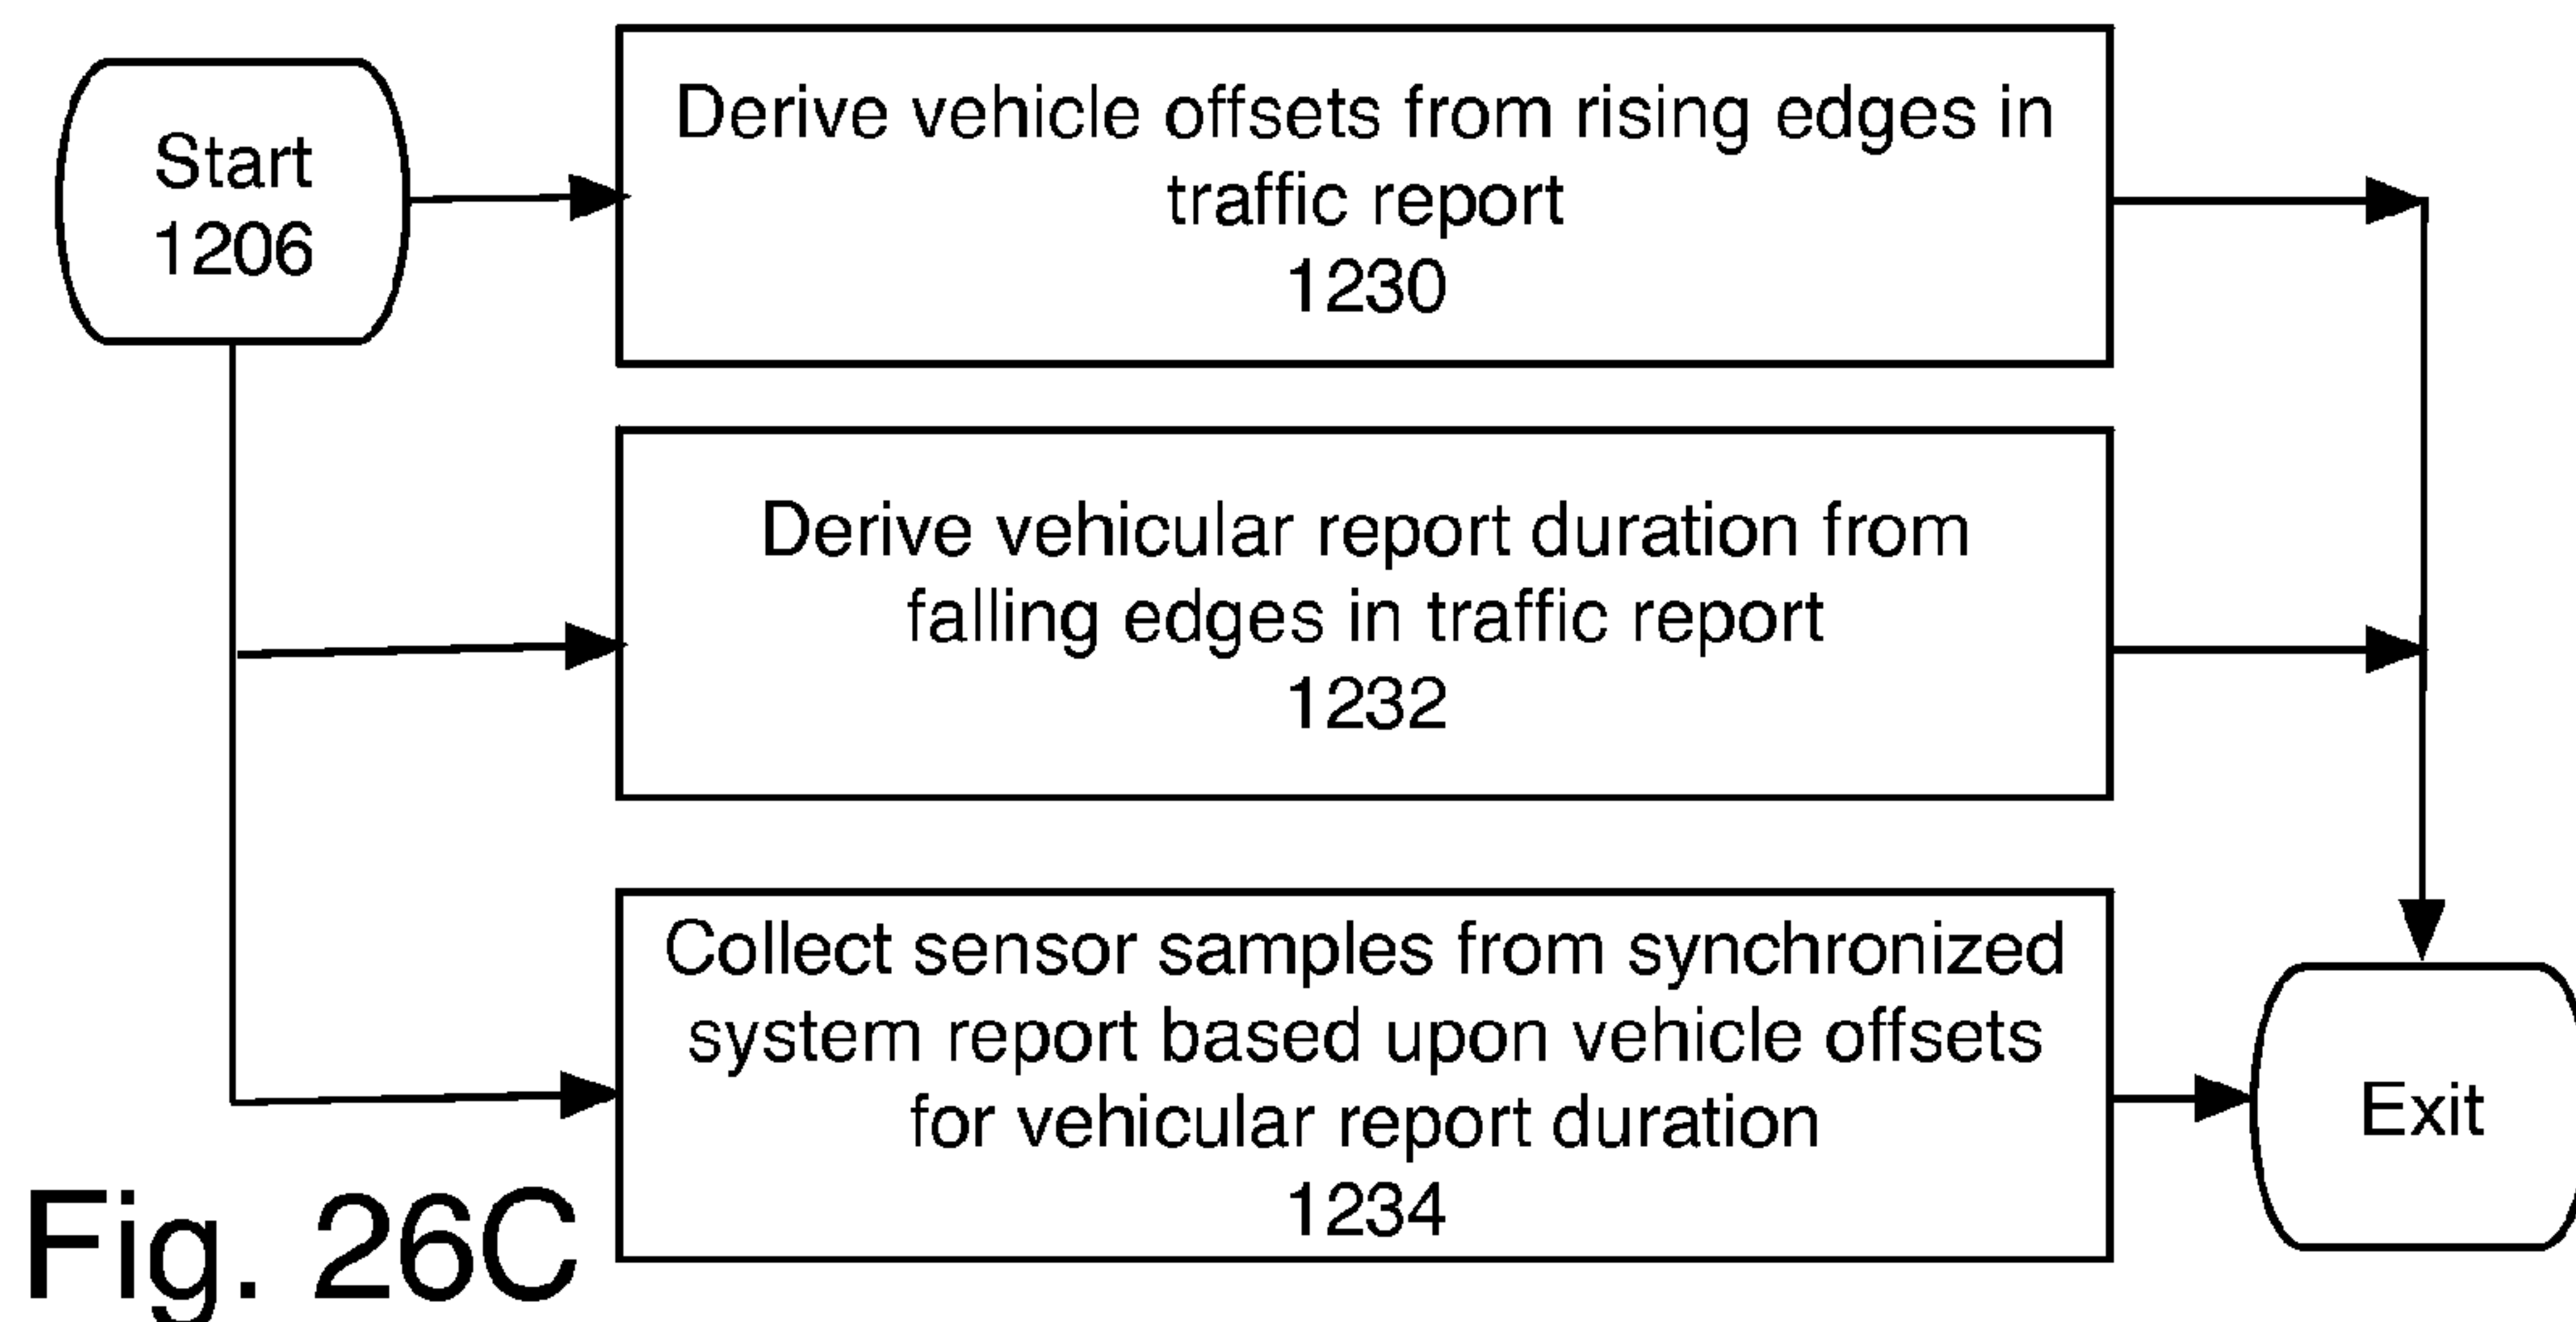 Start
1206
Derive vehicle offsets from rising edges in
traffic report
1230
Derive vehicular report duration from
falling edges in traffic report
1232
Collect sensor samples from synchronized
system report based upon vehicle offsets
for vehicular report duration
1234
Exit
Fig. 26C